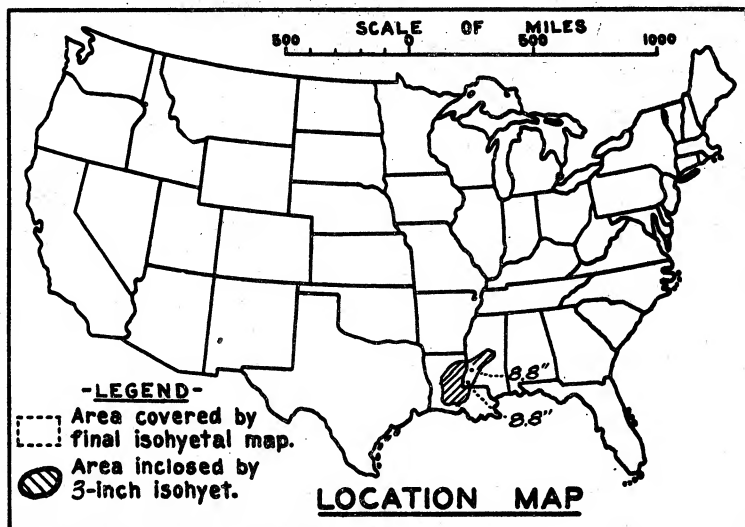 SCALE OF MILES
500 0 500 1000
8.8"
8.8"
-LEGEND-
Area covered by
final isohyetal map.
Area inclosed by
3-inch isohyet.
LOCATION MAP